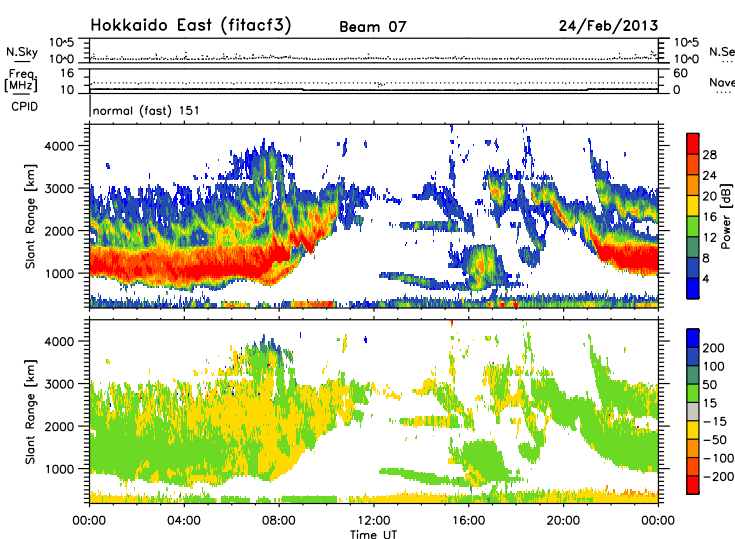 Hokkaido East (fitacf3) Beam 07 24/Feb/2013
N.Sky 10^5 10^0 10^5 10^0 N.Se
Freq. [MHz] 16 10 60 0 Nave
CPID normal (fast) 151
Slant Range [km] 4000 3000 2000 1000
Power [dB] 28 24 20 16 12 8 4
Slant Range [km] 4000 3000 2000 1000
200 100 50 15 -15 -50 -100 -200
00:00 04:00 08:00 12:00 16:00 20:00 00:00
Time UT